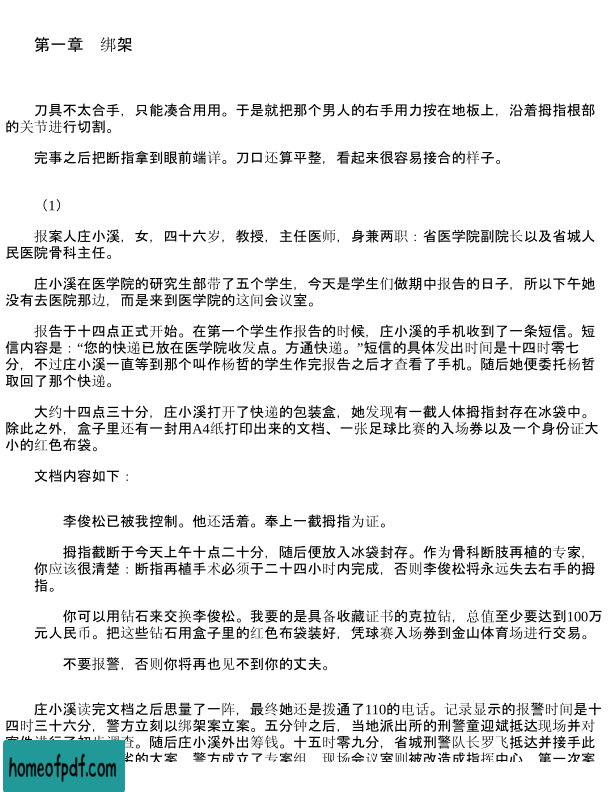 第一章　绑架
刀具不太合手，只能凑合用用。于是就把那个男人的右手用力按在地板上，沿着拇指根部
的关节进行切割。
完事之后把断指拿到眼前端详。刀口还算平整，看起来很容易接合的样子。
（1）
报案人庄小溪，女，四十六岁，教授，主任医师，身兼两职：省医学院副院长以及省城人
民医院骨科主任。
庄小溪在医学院的研究生部带了五个学生，今天是学生们做期中报告的日子，所以下午她
没有去医院那边，而是来到医学院的这间会议室。
报告于十四点正式开始。在第一个学生作报告的时候，庄小溪的手机收到了一条短信。短
信内容是：“您的快递已放在医学院收发点。方通快递。”短信的具体发出时间是十四时零七
分，不过庄小溪一直等到那个叫作杨哲的学生作完报告之后才查看了手机。随后她便委托杨哲
取回了那个快递。
大约十四点三十分，庄小溪打开了快递的包装盒，她发现有一截人体拇指封存在冰袋中。
除此之外，盒子里还有一封用A4纸打印出来的文档、一张足球比赛的入场券以及一个身份证大
小的红色布袋。
文档内容如下：
李俊松已被我控制。他还活着。奉上一截拇指为证。
拇指截断于今天上午十点二十分，随后便放入冰袋封存。作为骨科断肢再植的专家，
你应该很清楚：断指再植手术必须于二十四小时内完成，否则李俊松将永远失去右手的拇
指。
你可以用钻石来交换李俊松。我要的是具备收藏证书的克拉钻，总值至少要达到100万
元人民币。把这些钻石用盒子里的红色布袋装好，凭球赛入场券到金山体育场进行交易。
不要报警，否则你将再也见不到你的丈夫。
庄小溪读完文档之后思量了一阵，最终她还是拨通了110的电话。记录显示的报警时间是十
四时三十六分，警方立刻以绑架案立案。五分钟之后，当地派出所的刑警童迎斌抵达现场并对
案件进行了初步调查。随后庄小溪外出筹钱。十五时零九分，省城刑警队长罗飞抵达并接手此
劣的大案，警方成立了专案组，现场会议室则被改造成指挥中心。第一次案
homeofpdf.com